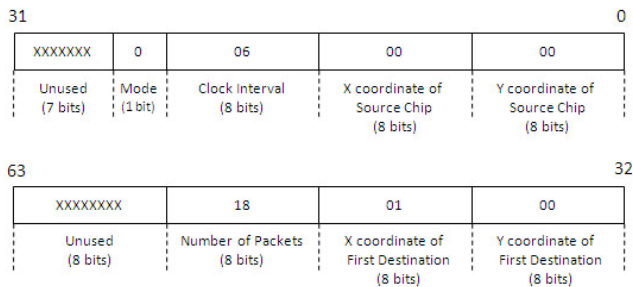 31 0
XXXXXXX 0 06 00 00
Unused Mode Clock Interval X coordinate of Y coordinate of
(7 bits) (1 bit) (8 bits) Source Chip Source Chip
(8 bits) (8 bits)
63 32
XXXXXXXX 18 01 00
Unused Number of Packets X coordinate of Y coordinate of
(8 bits) (8 bits) First Destination First Destination
(8 bits) (8 bits)